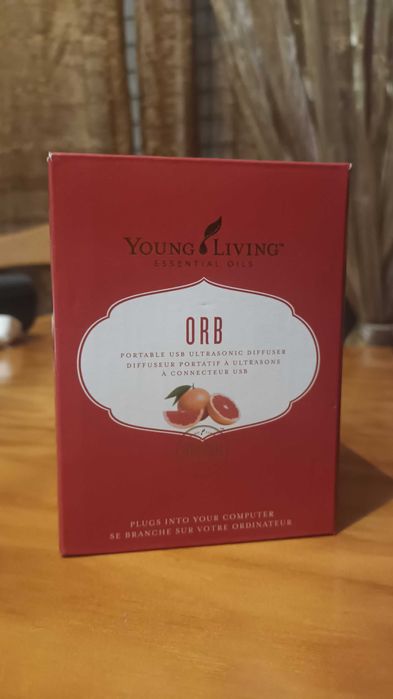 YOUNG LIVING™
ESSENTIAL OILS
ORB
PORTABLE USB ULTRASONIC DIFFUSER
DIFFUSEUR PORTATIF À ULTRASONS
À CONNECTEUR USB
PLUGS INTO YOUR COMPUTER
SE BRANCHE SUR VOTRE ORDINATEUR